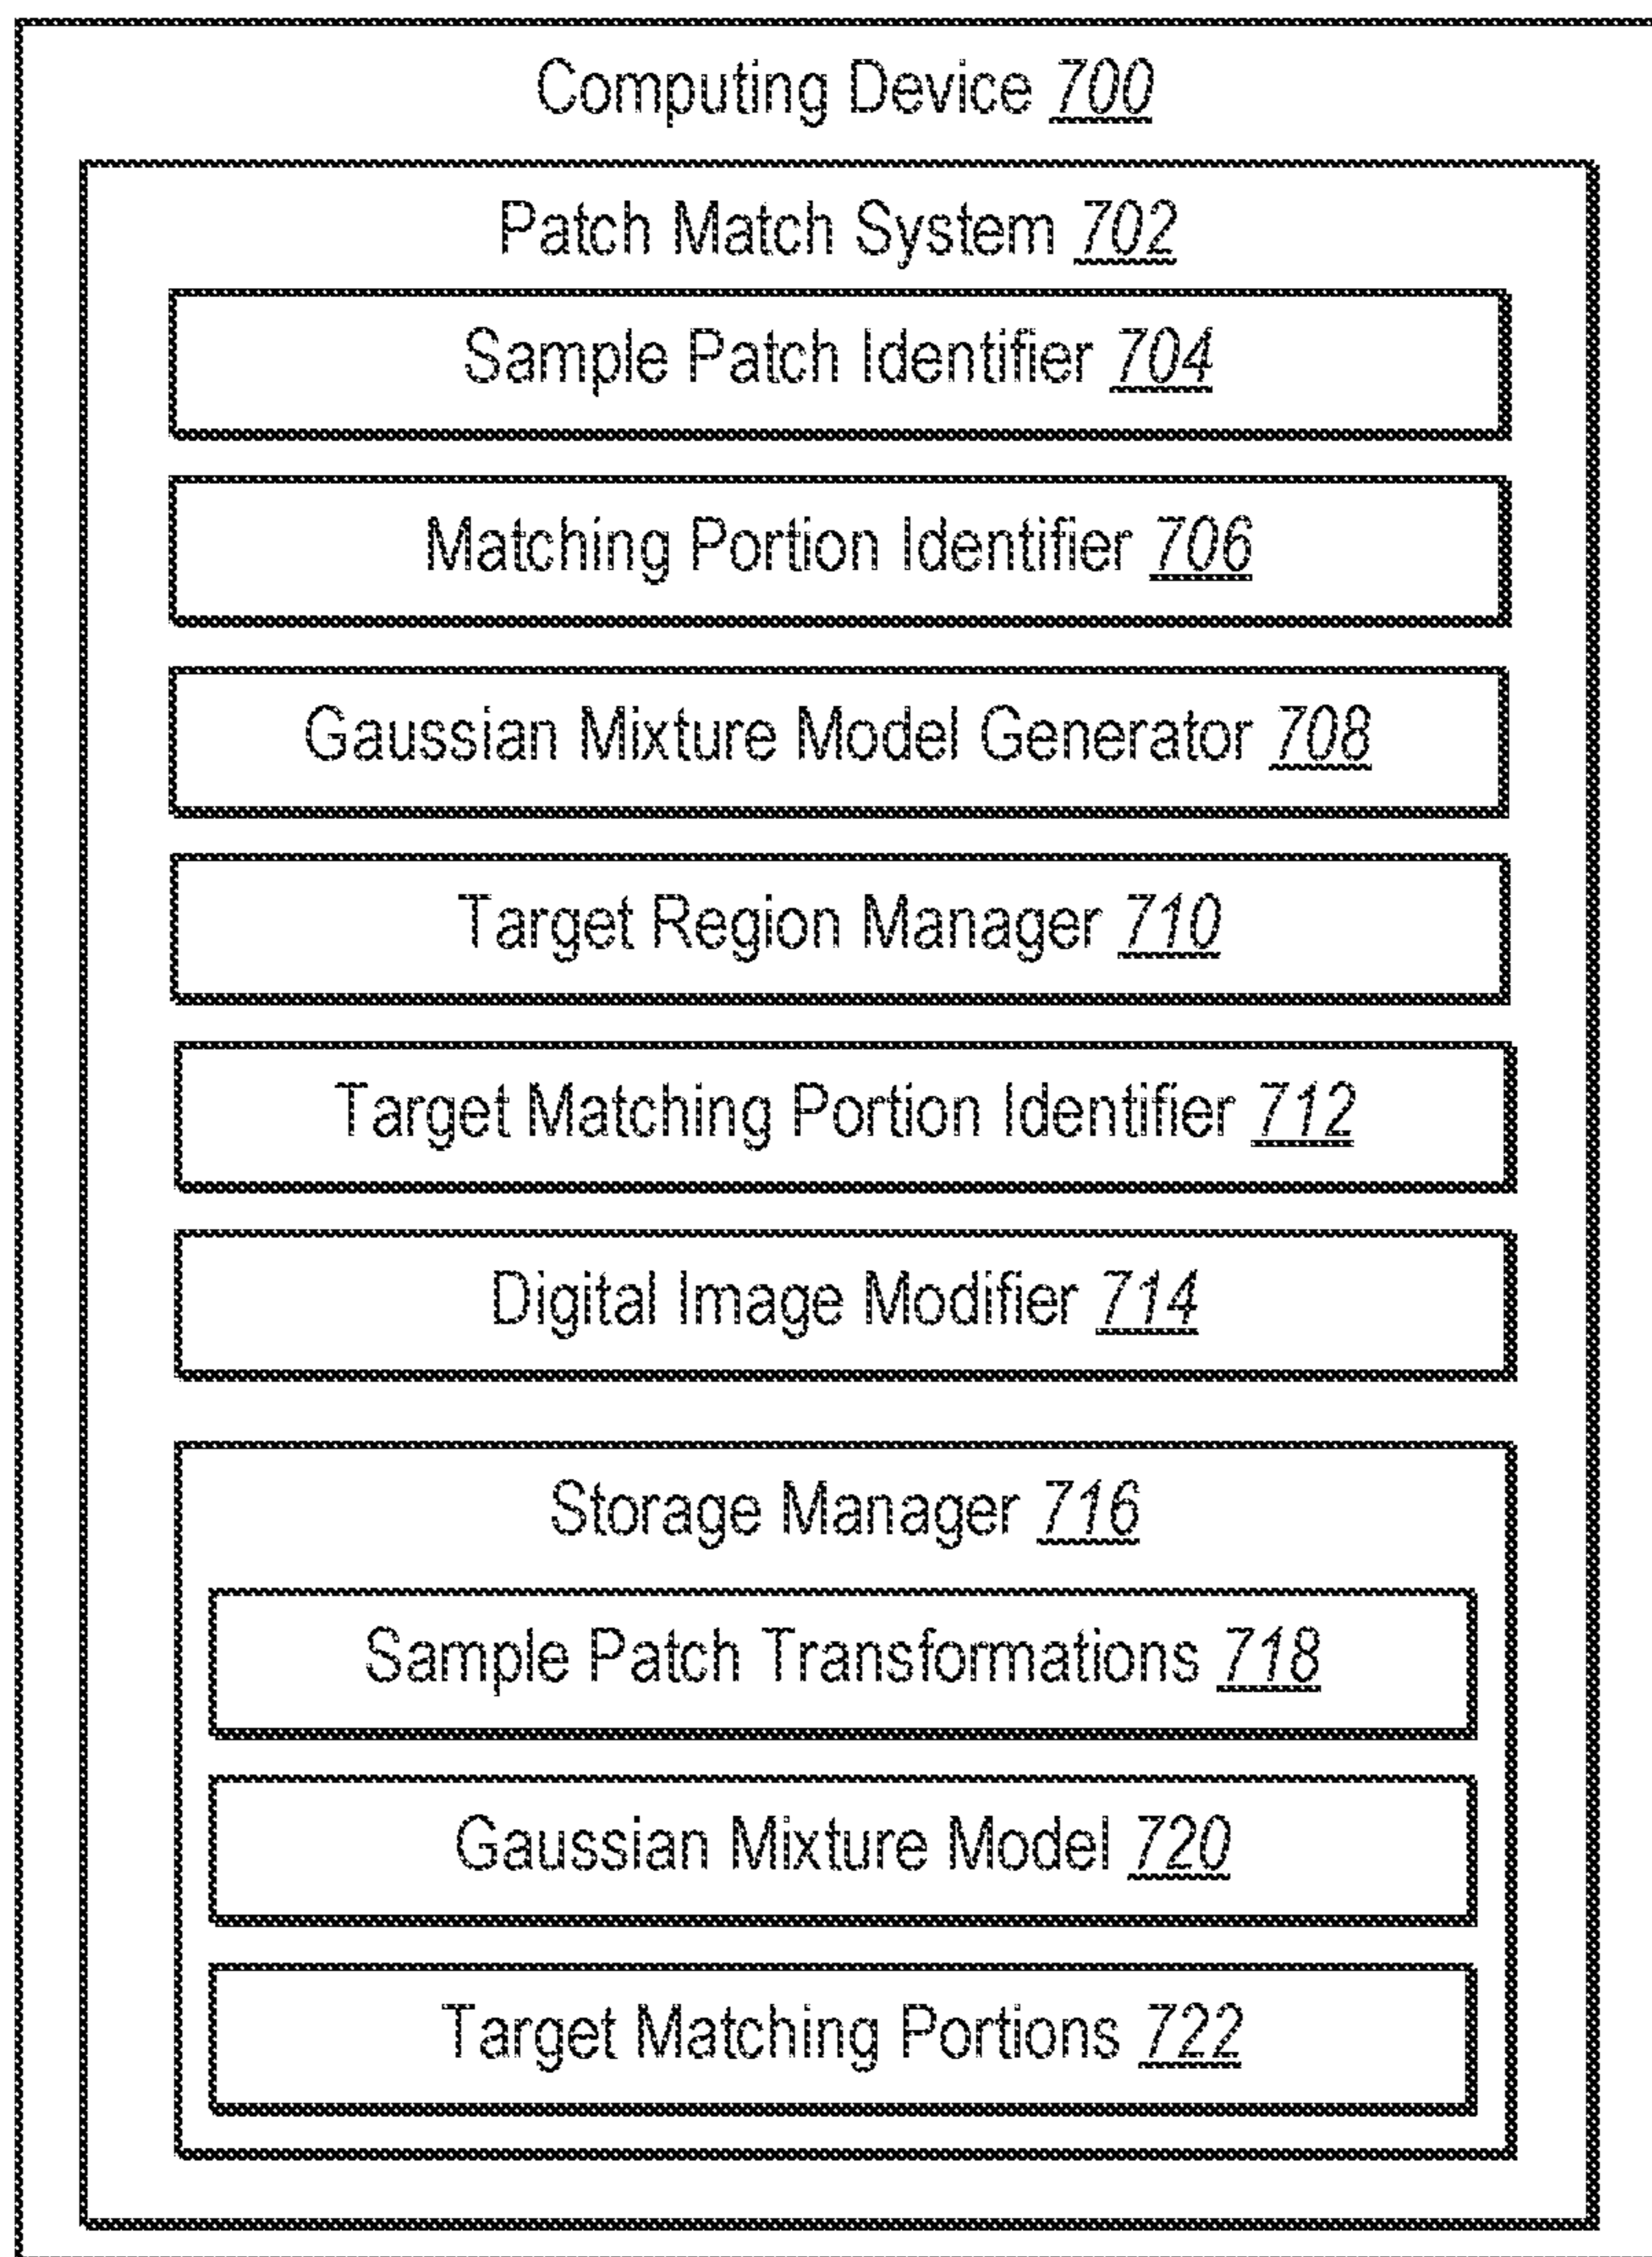 Computing Device 700
Patch Match System 702
Sample Patch Identifier 704
Matching Portion Identifier 706
Gaussian Mixture Model Generator 708
Target Region Manager 710
Target Matching Portion Identifier 712
Digital Image Modifier 714
Storage Manager 716
Sample Patch Transformations 718
Gaussian Mixture Model 720
Target Matching Portions 722